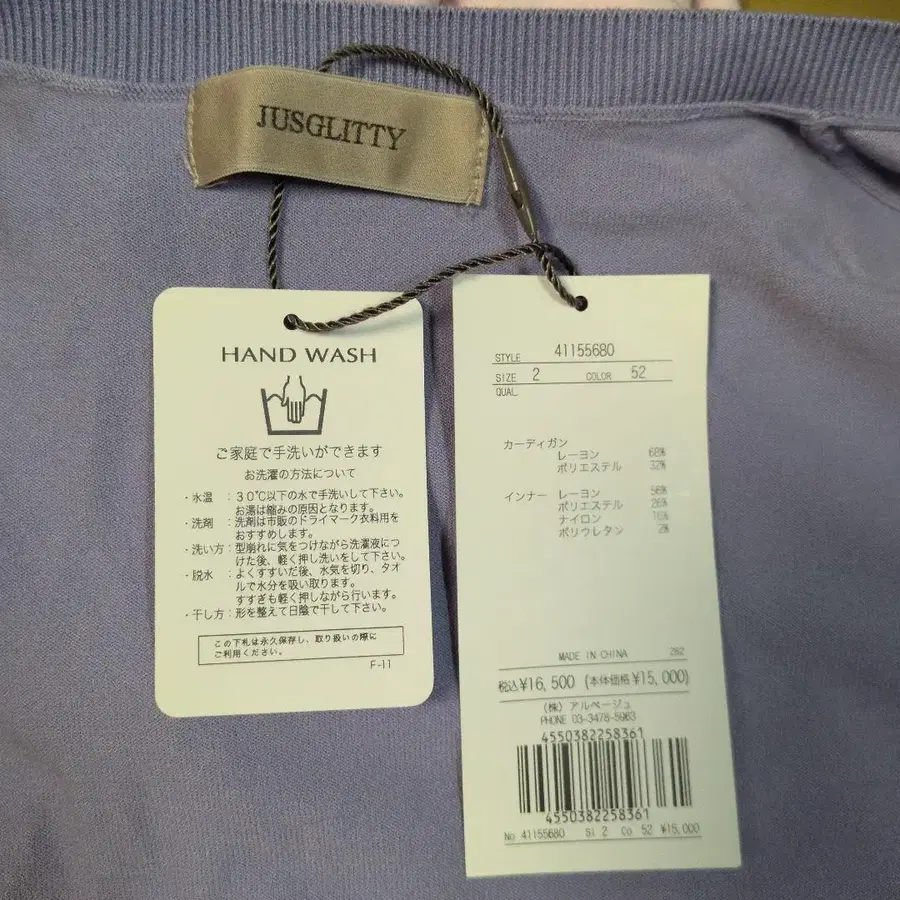 JUSGLITTY
HAND WASH
ご家庭で手洗いができます
お洗濯の方法について
・水温 : 30℃以下の水で手洗いして下さい。
お湯は縮みの原因となります。
・洗剤 : 洗剤は市販のドライマーク衣料用を
おすすめします。
・洗い方 : 型崩れに気をつけながら洗濯液につ
けた後、軽く押し洗いをして下さい。
・脱水 : よくすすいだ後、水気を切り、タオ
ルで水分を吸い取ります。
すすぎも軽く押しながら行います。
・干し方 : 形を整えて日陰で干して下さい。
この下札は永久保存し、取り扱いの際に
ご利用ください。
F-11
STYLE 41155680
SIZE 2 COLOR 52
QUAL
カーディガン
レーヨン 68%
ポリエステル 32%
インナー レーヨン 56%
ポリエステル 26%
ナイロン 16%
ポリウレタン 2%
MADE IN CHINA 282
税込¥16,500 (本体価格¥15,000)
(株) アルページュ
PHONE 03-3478-5903
4550382258361
4550382258361
No 41155680 Si 2 Co 52 ¥15,000